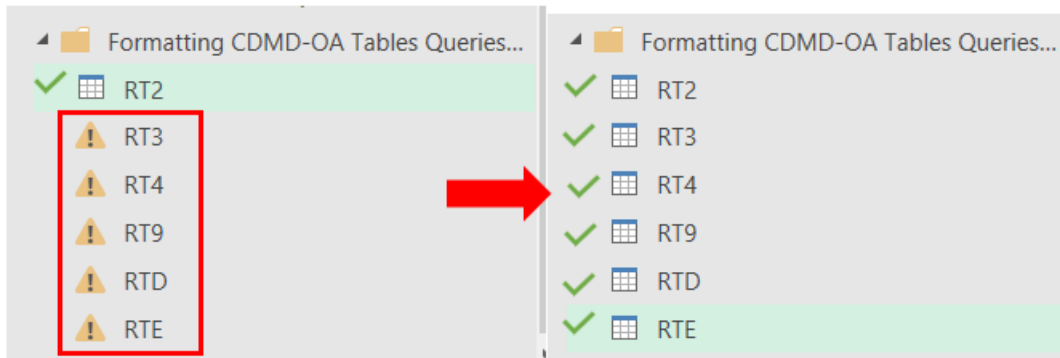 Formatting CDMD-OA Tables Queries...
RT2
RT3
RT4
RT9
RTD
RTE
Formatting CDMD-OA Tables Queries...
RT2
RT3
RT4
RT9
RTD
RTE